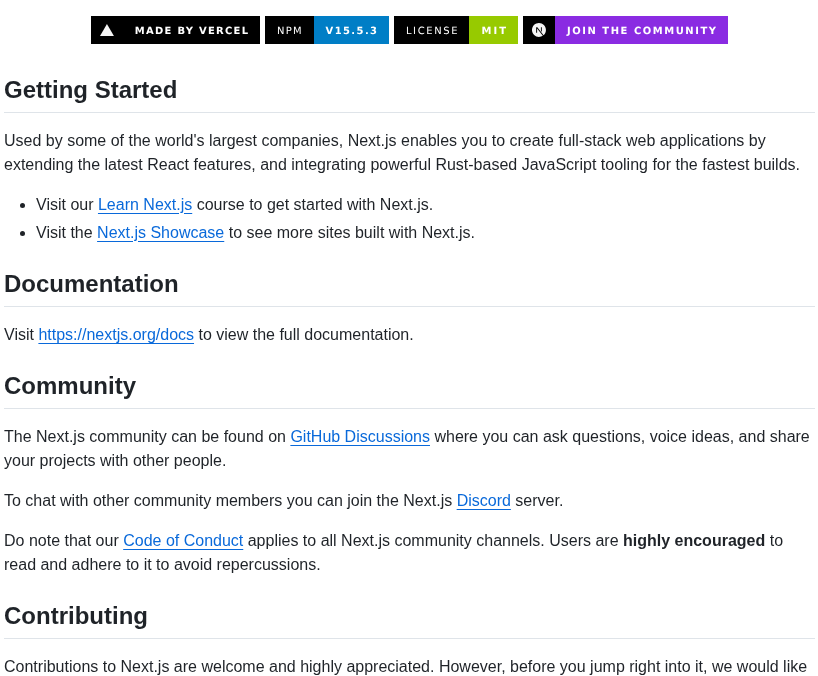 MADE BY VERCEL NPM V15.5.3 LICENSE MIT JOIN THE COMMUNITY
Getting Started
Used by some of the world's largest companies, Next.js enables you to create full-stack web applications by
extending the latest React features, and integrating powerful Rust-based JavaScript tooling for the fastest builds.
Visit our Learn Next.js course to get started with Next.js.
Visit the Next.js Showcase to see more sites built with Next.js.
Documentation
Visit https://nextjs.org/docs to view the full documentation.
Community
The Next.js community can be found on GitHub Discussions where you can ask questions, voice ideas, and share
your projects with other people.
To chat with other community members you can join the Next.js Discord server.
Do note that our Code of Conduct applies to all Next.js community channels. Users are highly encouraged to
read and adhere to it to avoid repercussions.
Contributing
Contributions to Next.js are welcome and highly appreciated. However, before you jump right into it, we would like